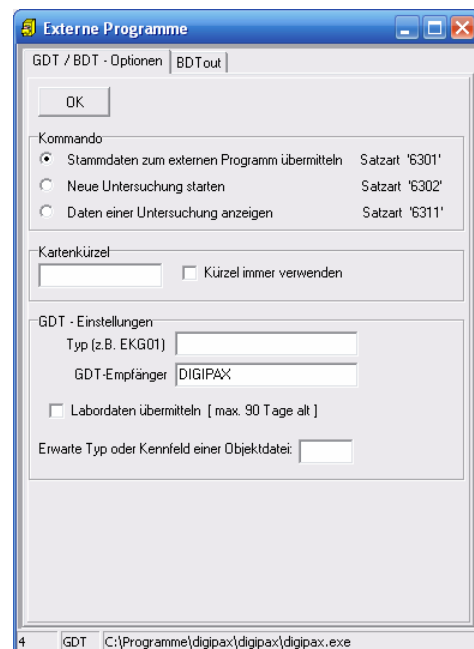 Externe Programme
GDT / BDT - Optionen BDTout
OK
Kommando
Stammdaten zum externen Programm übermitteln Satzart '6301'
Neue Untersuchung starten Satzart '6302'
Daten einer Untersuchung anzeigen Satzart '6311'
Kartenkürzel
Kürzel immer verwenden
GDT - Einstellungen
Typ (z.B. EKG01)
GDT-Empfänger DIGIPAX
Labordaten übermitteln [ max. 90 Tage alt ]
Erwarte Typ oder Kennfeld einer Objektdatei:
4 GDT C:\Programme\digipax\digipax\digipax.exe